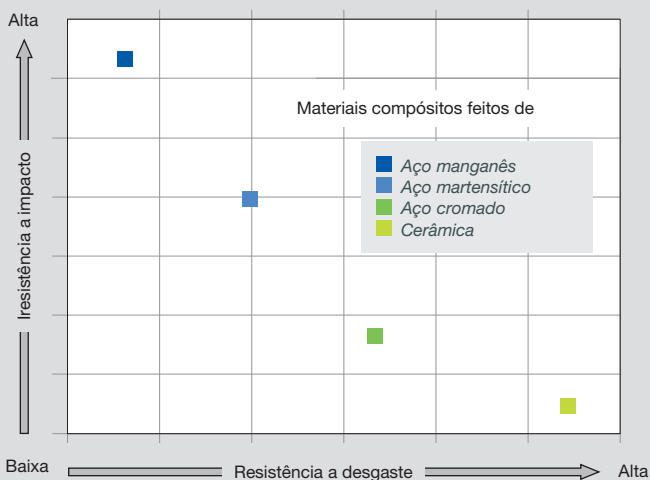 Alta
Iresistência a impacto
Materiais compósitos feitos de
Aço manganês
Aço martensítico
Aço cromado
Cerâmica
Baixa
Resistência a desgaste
Alta